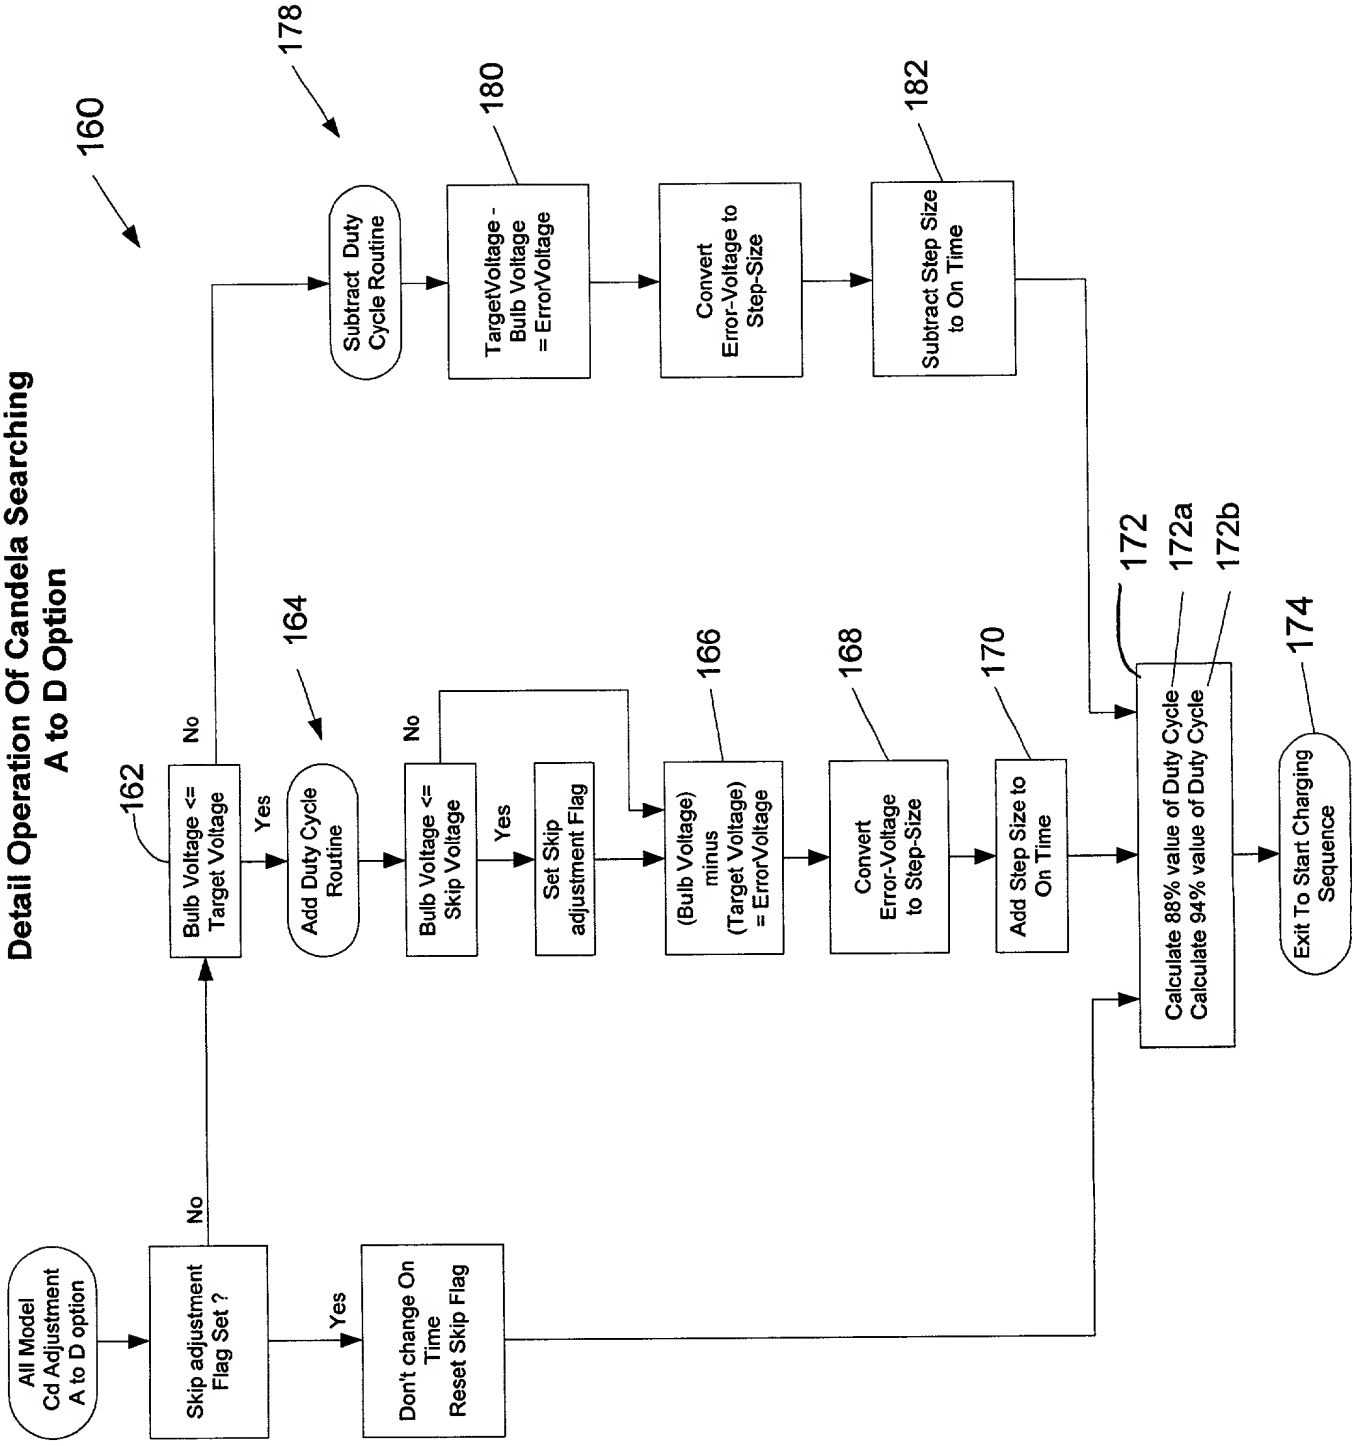 Detail Operation Of Candela Searching
A to D Option
160
178
All Model
Cd Adjustment
A to D option
Skip adjustment
Flag Set ?
No
Yes
Don't change On
Time
Reset Skip Flag
162
Bulb Voltage <=
Target Voltage
No
Yes
164
Add Duty Cycle
Routine
Bulb Voltage <=
Skip Voltage
No
Yes
Set Skip
adjustment Flag
166
(Bulb Voltage)
minus
(Target Voltage)
= ErrorVoltage
168
Convert
Error-Voltage
to Step-Size
170
Add Step Size to
On Time
Subtract Duty
Cycle Routine
180
TargetVoltage -
Bulb Voltage
= ErrorVoltage
Convert
Error-Voltage to
Step-Size
182
Subtract Step Size
to On Time
172
Calculate 88% value of Duty Cycle
172a
Calculate 94% value of Duty Cycle
172b
174
Exit To Start Charging
Sequence